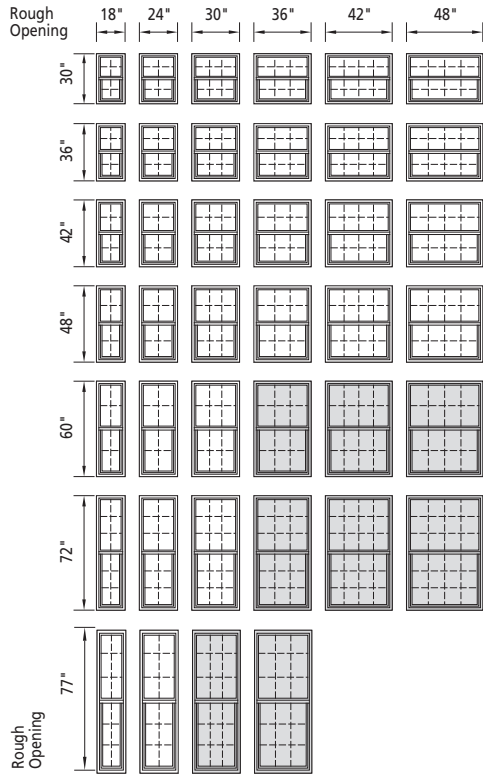 Rough
Opening
18" 24" 30" 36" 42" 48"
30"
36"
42"
48"
60"
72"
77"
Rough
Opening